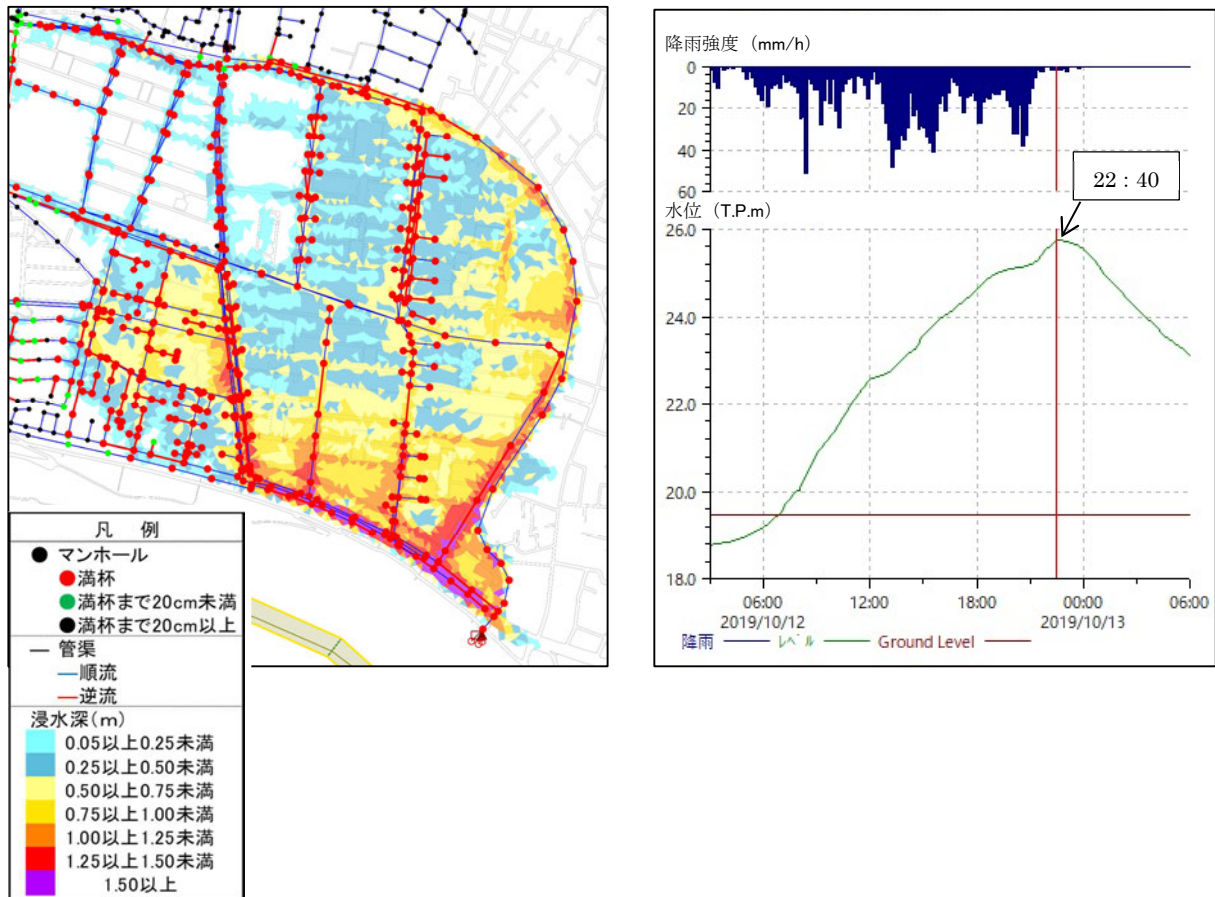 凡 例
マンホール
満杯
満杯まで20cm未満
満杯まで20cm以上
管渠
順流
逆流
浸水深(m)
0.05以上0.25未満
0.25以上0.50未満
0.50以上0.75未満
0.75以上1.00未満
1.00以上1.25未満
1.25以上1.50未満
1.50以上
降雨強度 (mm/h)
0
20
40
60
22:40
水位 (T.P.m)
26.0
24.0
22.0
20.0
18.0
06:00 12:00 18:00 00:00 06:00
2019/10/12 2019/10/13
降雨 レベル Ground Level